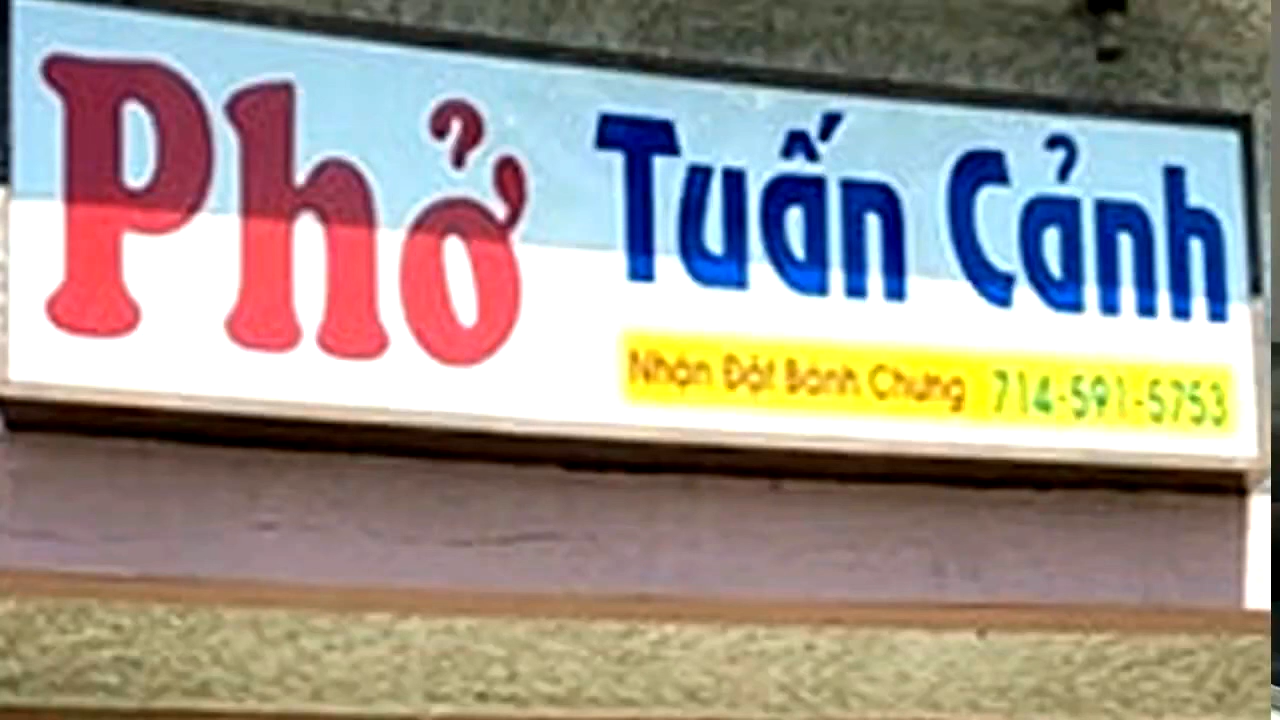 Phở Tuấn Cảnh
Nhận Đặt Bánh Chưng 714-591-5753